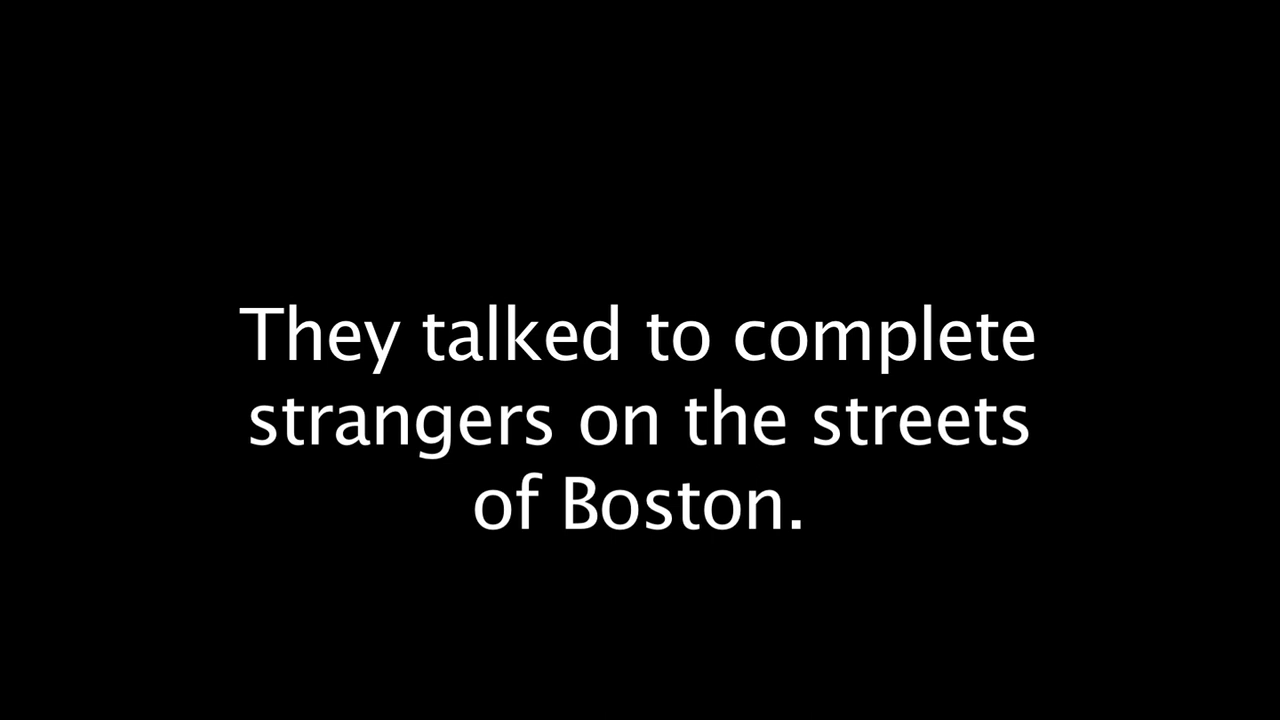 They talked to complete
strangers on the streets
of Boston.